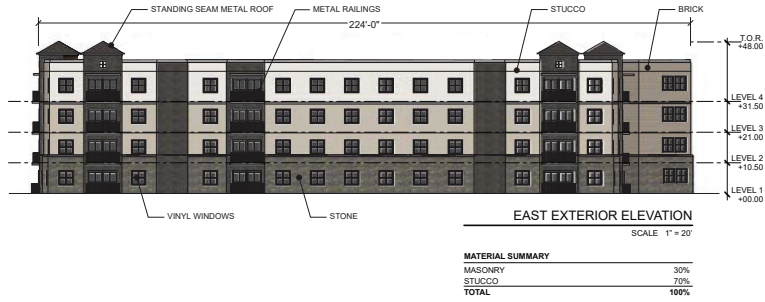 STANDING SEAM METAL ROOF
METAL RAILINGS
STUCCO
BRICK
224'-0"
T.O.R.
+48.00
LEVEL 4
+31.50
LEVEL 3
+21.00
LEVEL 2
+10.50
LEVEL 1
+00.00
VINYL WINDOWS
STONE
EAST EXTERIOR ELEVATION
SCALE 1" = 20'
MATERIAL SUMMARY
MASONRY 30%
STUCCO 70%
TOTAL 100%